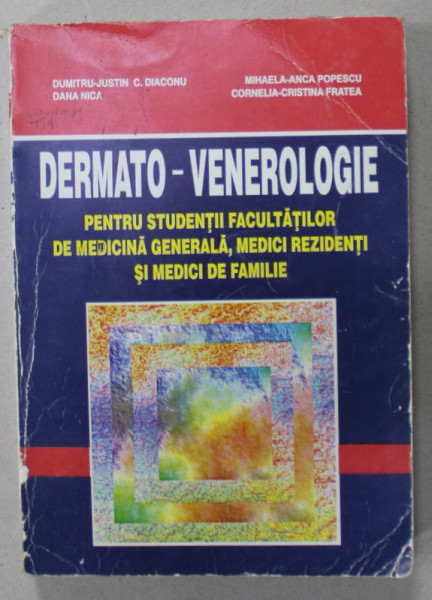 DUMITRU-JUSTIN C. DIACONU
DANA NICA
MIHAELA-ANCA POPESCU
CORNELIA-CRISTINA FRATEA
DERMATO - VENEROLOGIE
PENTRU STUDENȚII FACULTĂȚILOR
DE MEDICINĂ GENERALĂ, MEDICI REZIDENȚI
ȘI MEDICI DE FAMILIE